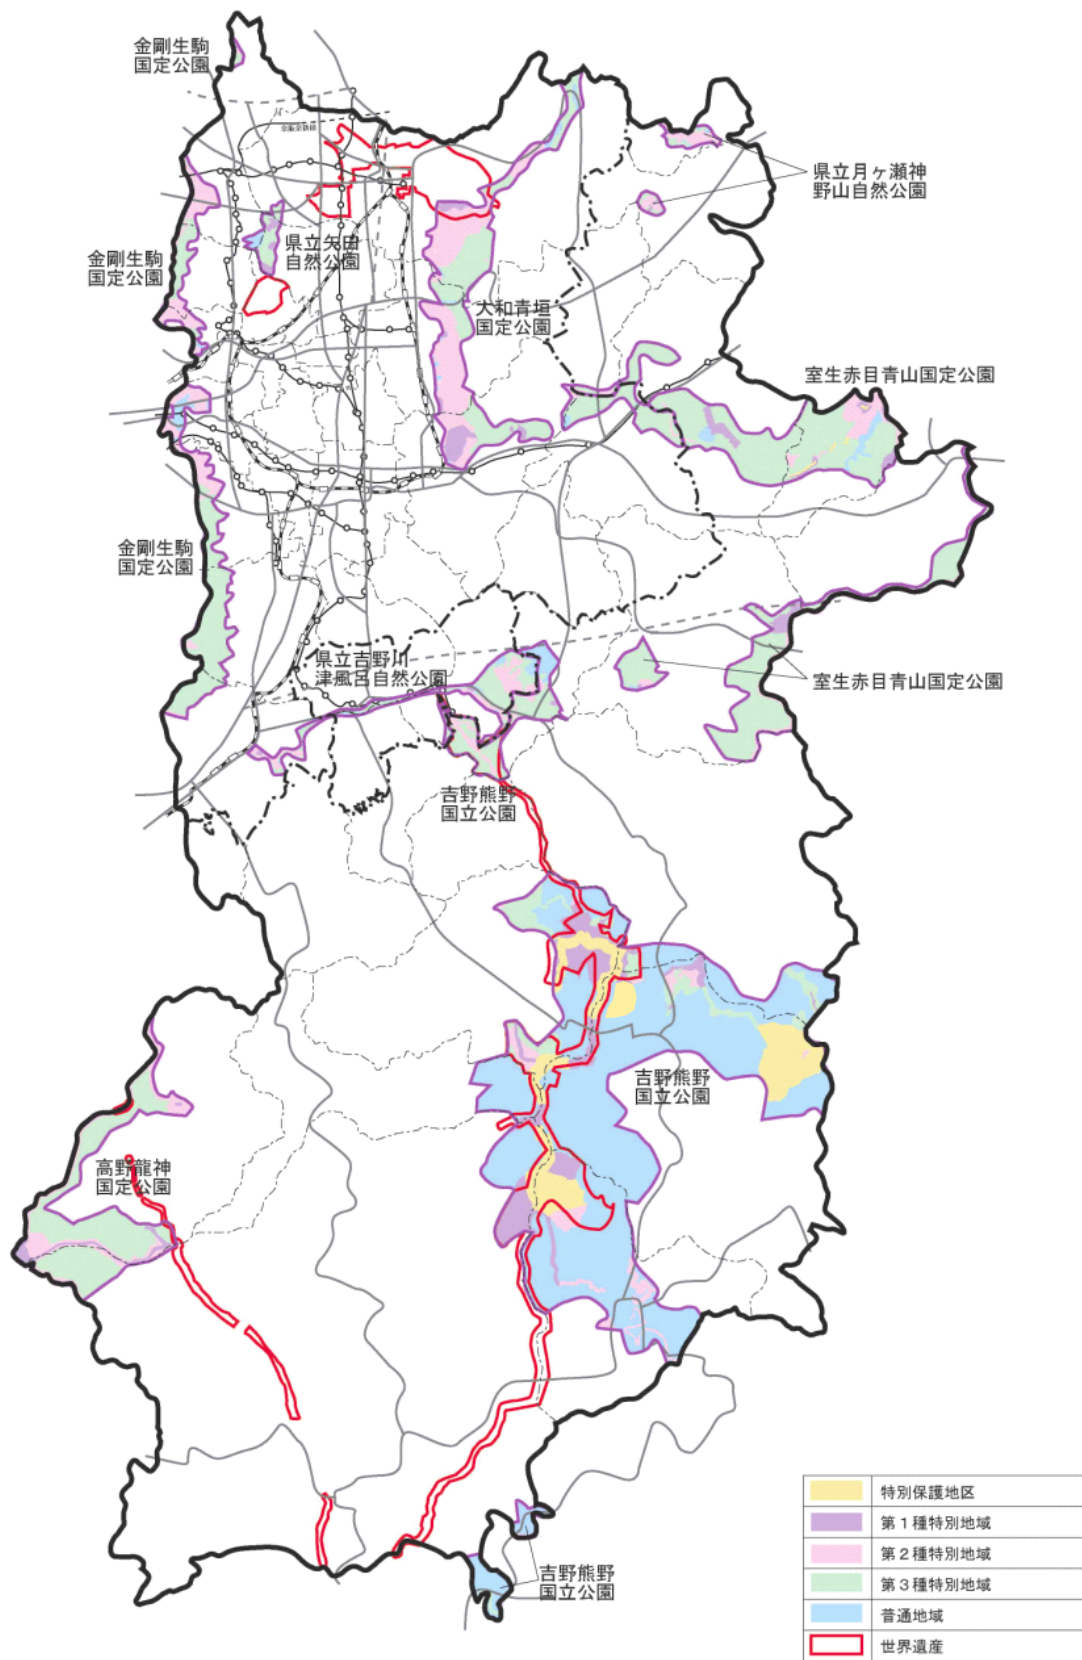 金剛生駒
国定公園
県立月ヶ瀬神
野山自然公園
県立矢田
自然公園
金剛生駒
国定公園
大和青垣
国定公園
室生赤目青山国定公園
金剛生駒
国定公園
県立吉野川
津風呂自然公園
室生赤目青山国定公園
吉野熊野
国立公園
吉野熊野
国立公園
高野龍神
国定公園
吉野熊野
国立公園
特別保護地区
第1種特別地域
第2種特別地域
第3種特別地域
普通地域
世界遺産